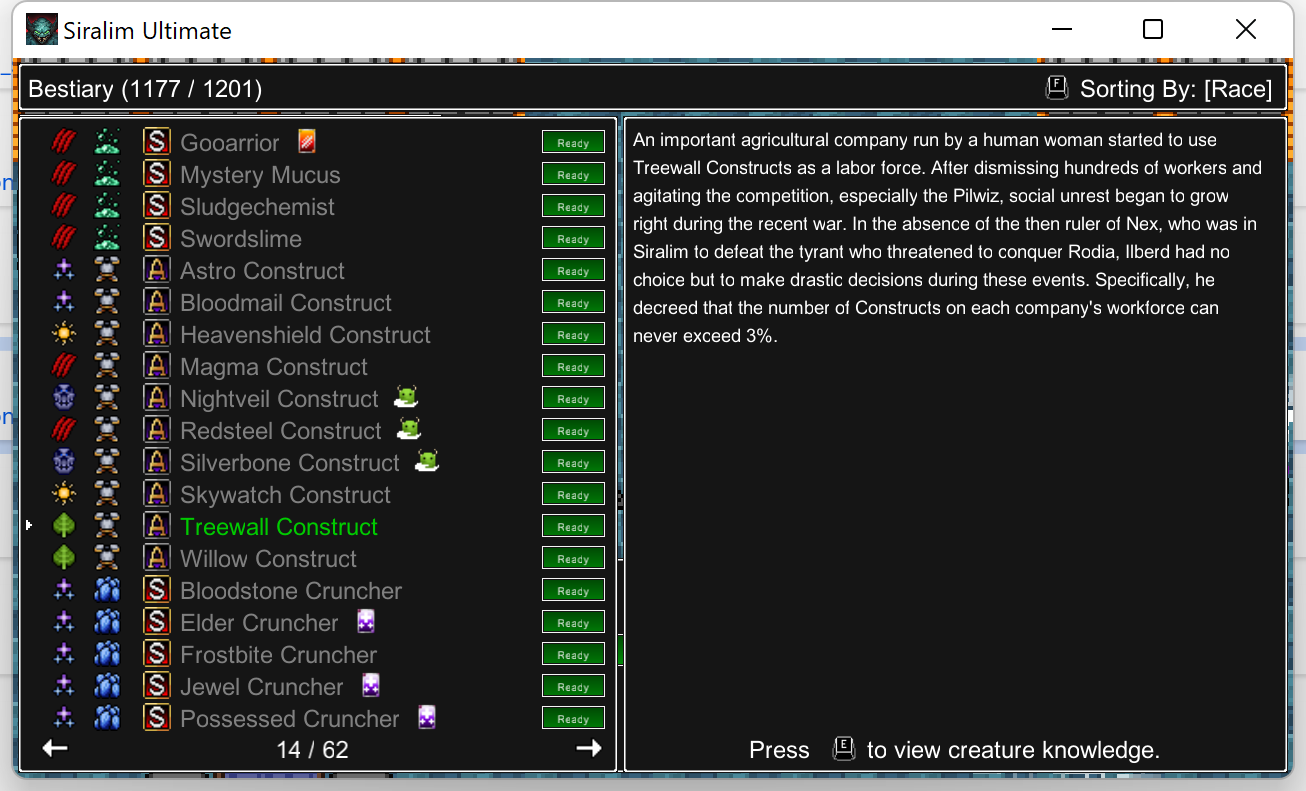 Siralim Ultimate
Bestiary (1177 / 1201)
F Sorting By: [Race]
S Gooarrior Ready
S Mystery Mucus Ready
S Sludgechemist Ready
S Swordslime Ready
A Astro Construct Ready
A Bloodmail Construct Ready
A Heavenshield Construct Ready
A Magma Construct Ready
A Nightveil Construct Ready
A Redsteel Construct Ready
A Silverbone Construct Ready
A Skywatch Construct Ready
A Treewall Construct Ready
A Willow Construct Ready
S Bloodstone Cruncher Ready
S Elder Cruncher Ready
S Frostbite Cruncher Ready
S Jewel Cruncher Ready
S Possessed Cruncher Ready
14 / 62
An important agricultural company run by a human woman started to use
Treewall Constructs as a labor force. After dismissing hundreds of workers and
agitating the competition, especially the Pilwiz, social unrest began to grow
right during the recent war. In the absence of the then ruler of Nex, who was in
Siralim to defeat the tyrant who threatened to conquer Rodia, Ilberd had no
choice but to make drastic decisions during these events. Specifically, he
decreed that the number of Constructs on each company's workforce can
never exceed 3%.
Press E to view creature knowledge.